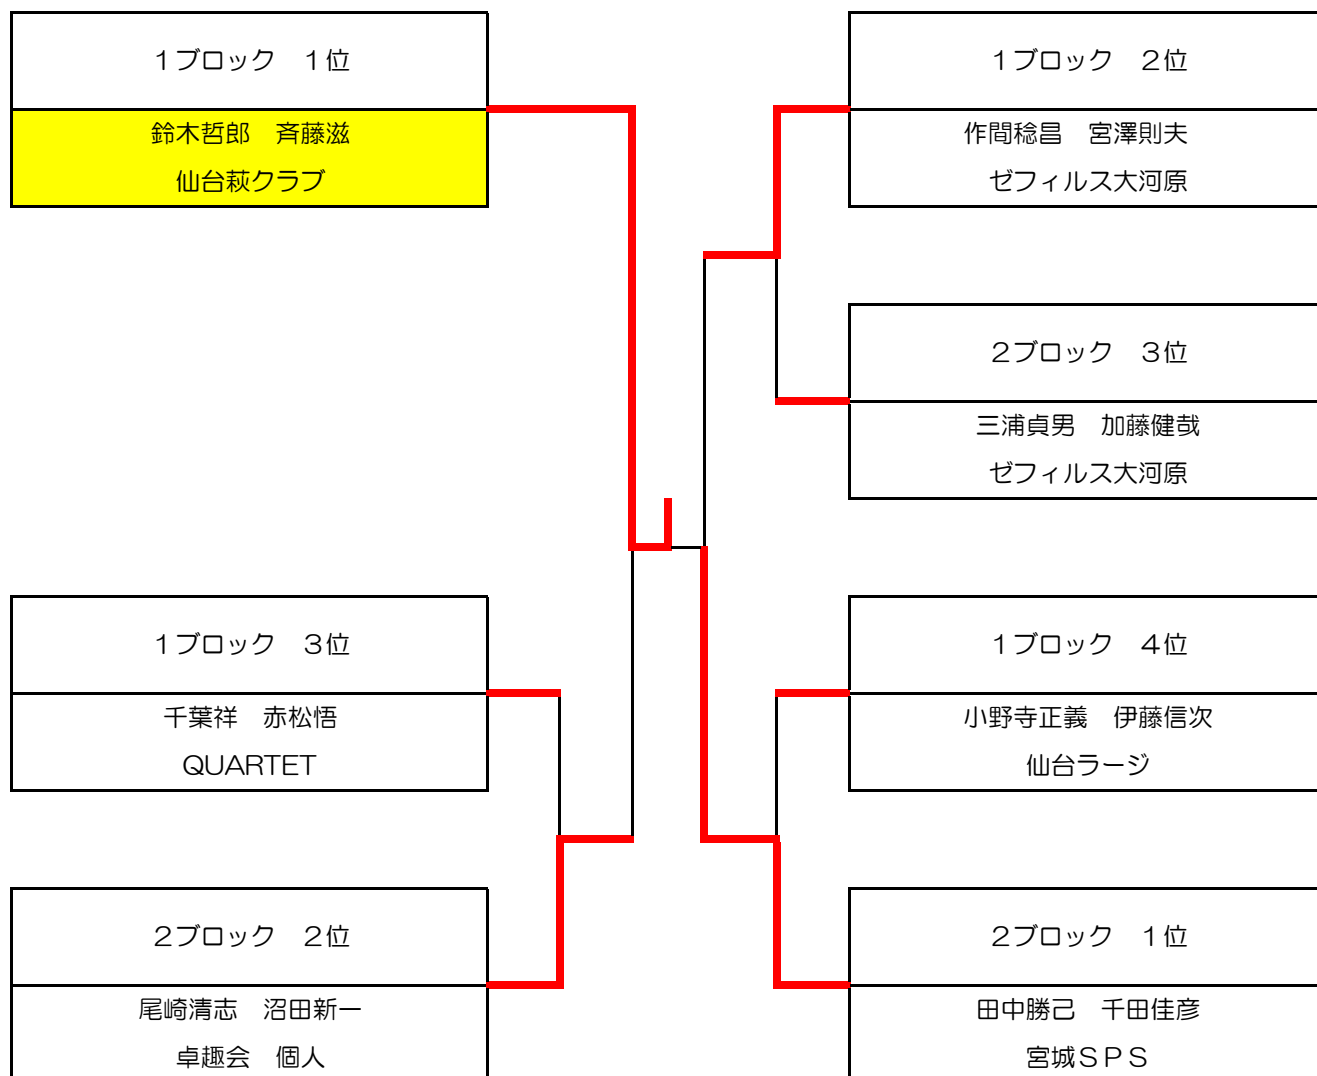 １ブロック　１位
鈴木哲郎　斉藤滋
仙台萩クラブ
１ブロック　２位
作間稔昌　宮澤則夫
ゼフィルス大河原
２ブロック　３位
三浦貞男　加藤健哉
ゼフィルス大河原
１ブロック　３位
千葉祥　赤松悟
QUARTET
１ブロック　４位
小野寺正義　伊藤信次
仙台ラージ
２ブロック　２位
尾崎清志　沼田新一
卓趣会　個人
２ブロック　１位
田中勝己　千田佳彦
宮城ＳＰＳ